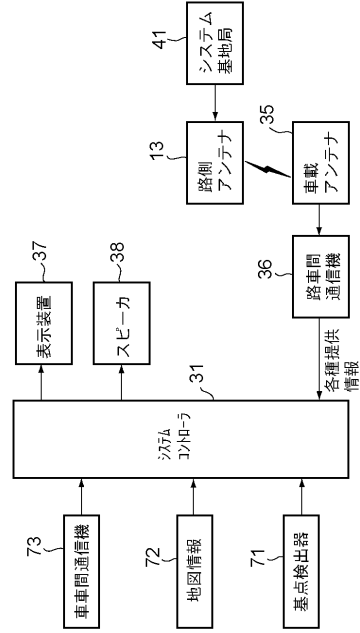 73
車車間通信機
72
地図情報
71
基点検出器
31
システム
コントローラ
37
表示装置
38
スピーカ
各種提供
情報
36
路車間
通信機
35
車載
アンテナ
13
路側
アンテナ
41
システム
基地局